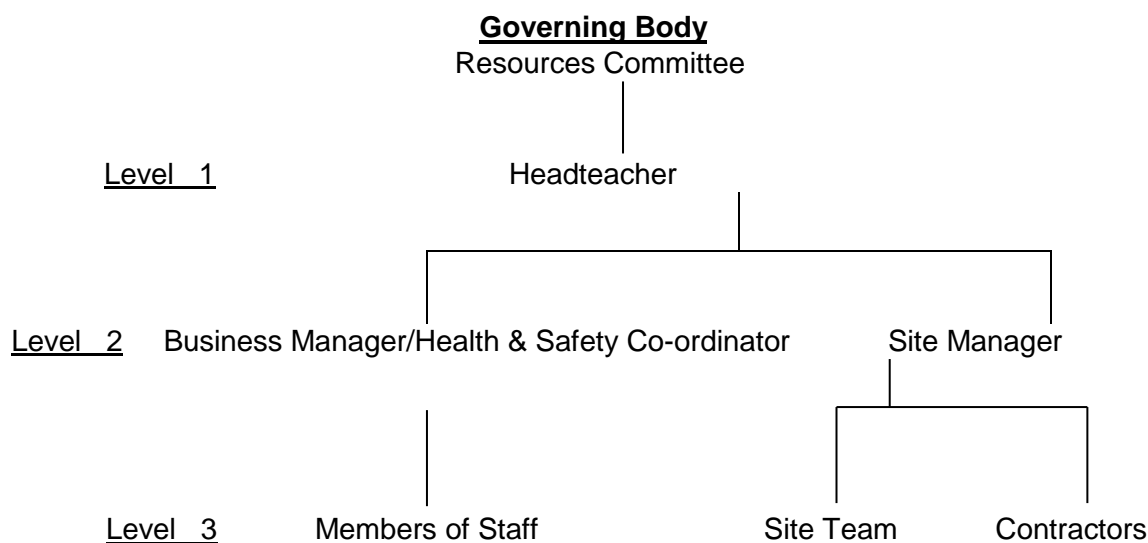 Governing Body
Resources Committee
Level 1 Headteacher
Level 2 Business Manager/Health & Safety Co-ordinator Site Manager
Level 3 Members of Staff Site Team Contractors